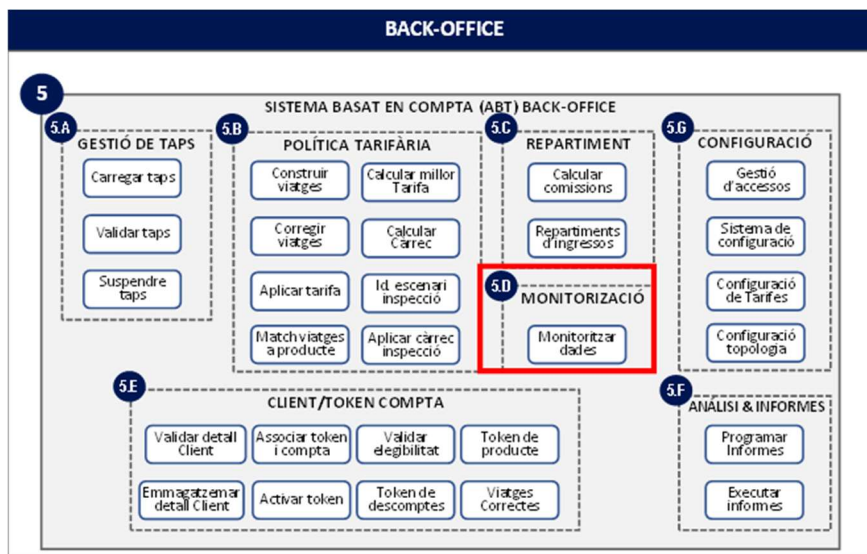 BACK-OFFICE
5
SISTEMA BASAT EN COMPTA (ABT) BACK-OFFICE
5.A
GESTIÓ DE TAPS
Carregar taps
Validar taps
Suspendre
taps
5.B
POLÍTICA TARIFÀRIA
Construir
viatges
Calcular millor
Tarifa
Corregir
viatges
Calcular
Càrrec
Aplicar tarifa
Id. escenari
inspecció
Match viatges
a producte
Aplicar càrrec
inspecció
5.C
REPARTIMENT
Calcular
comissions
Repartiments
d'ingressos
5.D
MONITORIZACIÓ
Monitoritzar
dades
5.G
CONFIGURACIÓ
Gestió
d'accessos
Sistema de
configuració
Configuració
de Tarifes
Configuració
topologia
5.E
CLIENT/TOKEN COMPTA
Validar detall
Client
Associar token
i compta
Validar
elegibilitat
Token de
producte
Emmagatzemar
detall Client
Activar token
Token de
descomptes
Viatges
Correctes
5.F
ANÀLISI & INFORMES
Programar
Informes
Executar
informes